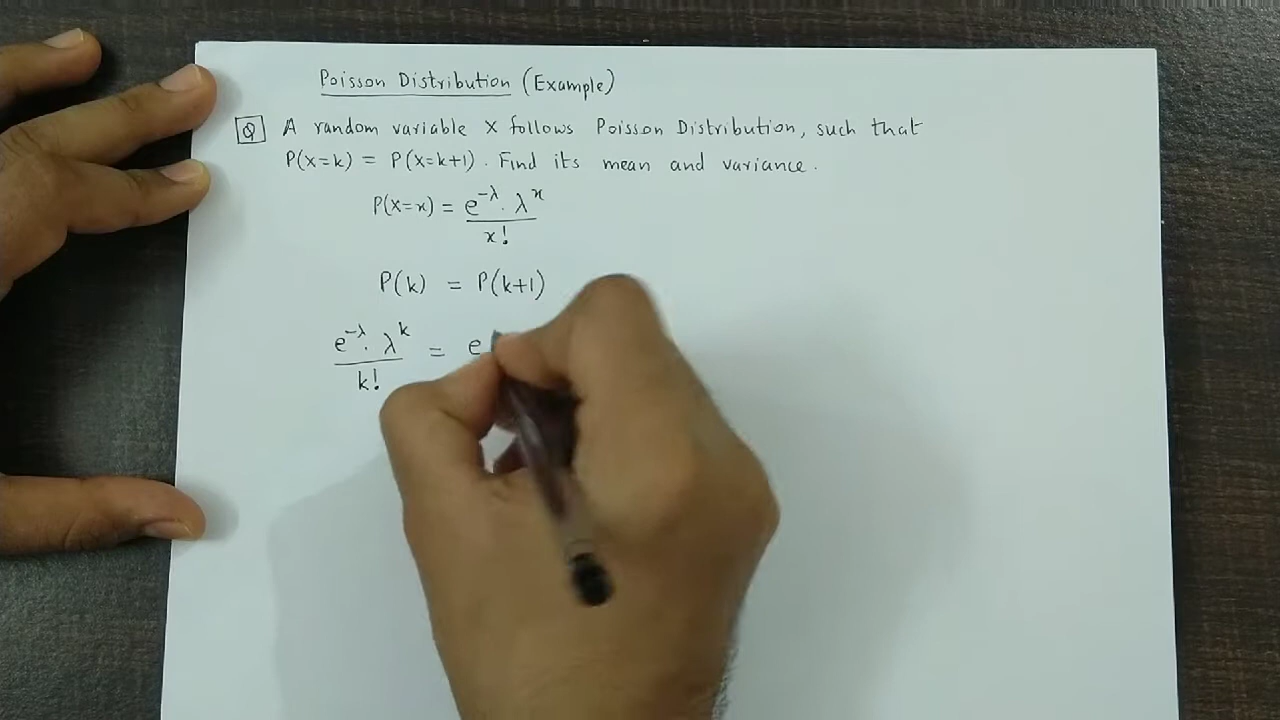 Poisson Distribution (Example)
Q A random variable X follows Poisson Distribution, such that
P(X=k) = P(X=k+1). Find its mean and variance.
P(X=x) = e^{-λ} . λ^x / x!
P(k) = P(k+1)
e^{-λ} . λ^k / k! = e